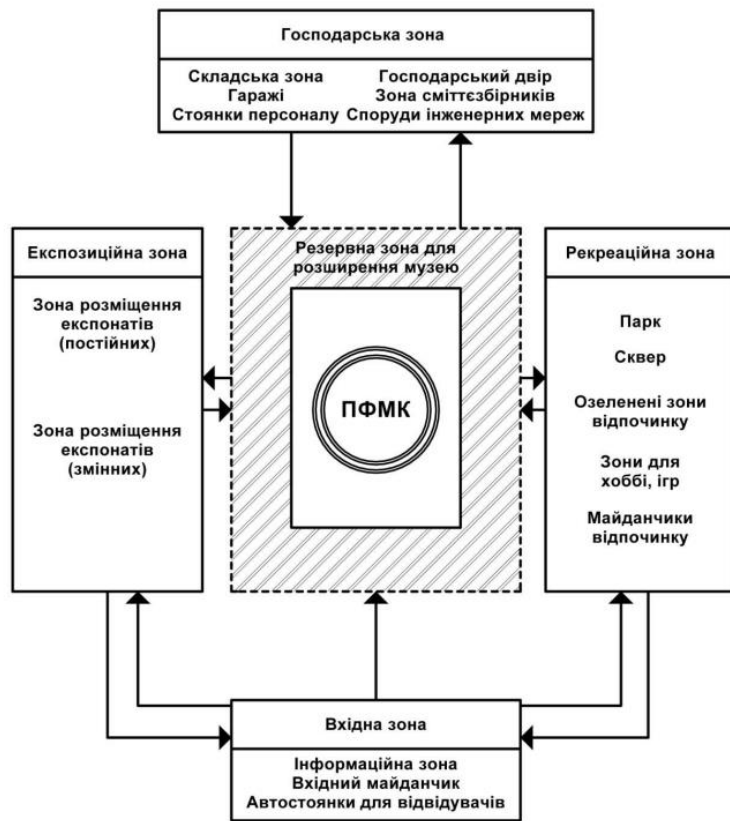 Господарська зона
Складська зона
Гаражі
Стоянки персоналу
Господарський двір
Зона сміттєзбірників
Споруди інженерних мереж
Експозиційна зона
Зона розміщення
експонатів
(постійних)
Зона розміщення
експонатів
(змінних)
Резервна зона для
розширення музею
ПФМК
Рекреаційна зона
Парк
Сквер
Озеленені зони
відпочинку
Зони для
хоббі, ігр
Майданчики
відпочинку
Вхідна зона
Інформаційна зона
Вхідний майданчик
Автостоянки для відвідувачів